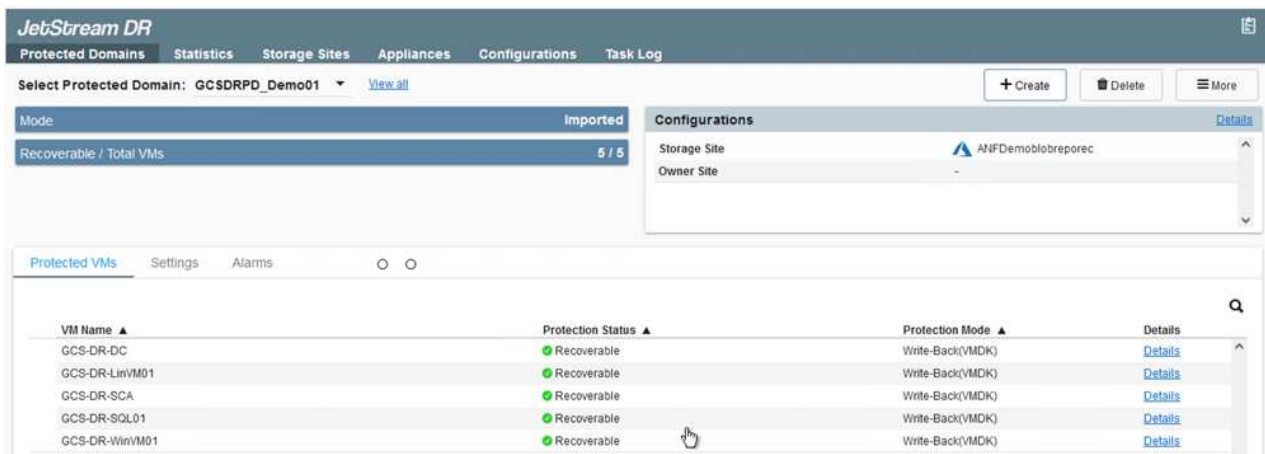 JetStream DR
Protected Domains Statistics Storage Sites Appliances Configurations Task Log
Select Protected Domain: GCSDRPD_Demo01 View all + Create Delete More
Mode Imported
Recoverable / Total VMs 5 / 5
Configurations Details
Storage Site ANFDemoblobreporec
Owner Site -
Protected VMs Settings Alarms
VM Name Protection Status Protection Mode Details
GCS-DR-DC Recoverable Write-Back(VMDK) Details
GCS-DR-LinVM01 Recoverable Write-Back(VMDK) Details
GCS-DR-SCA Recoverable Write-Back(VMDK) Details
GCS-DR-SQL01 Recoverable Write-Back(VMDK) Details
GCS-DR-WinVM01 Recoverable Write-Back(VMDK) Details